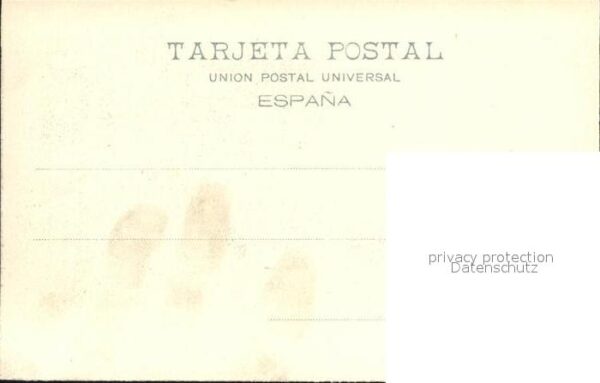 TARJETA POSTAL
UNION POSTAL UNIVERSAL
ESPAÑA
privacy protection
Datenschutz